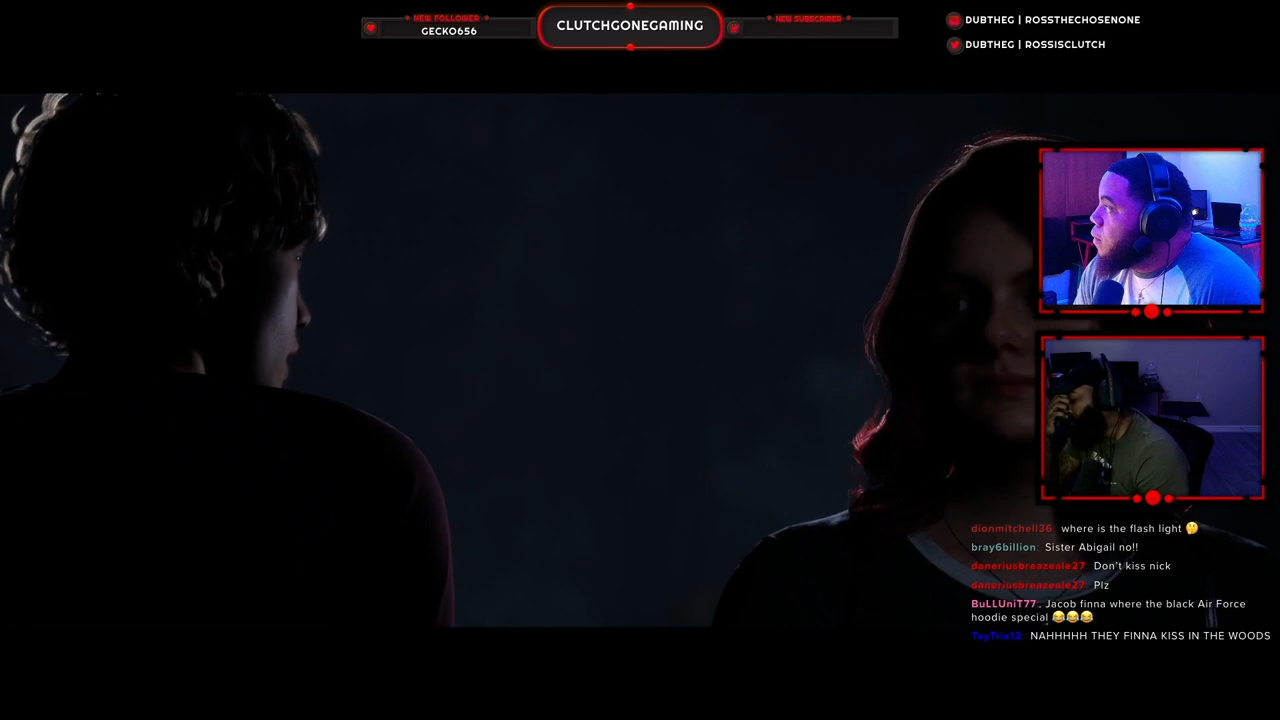 NEW FOLLOWER
GECKO656
CLUTCHGONEGAMING
NEW SUBSCRIBER
DUBTHEG | ROSSTHECHOSENONE
DUBTHEG | ROSSISCLUTCH
dionmitchell36: where is the flash light 🤔
bray6billion: Sister Abigail no!!
daneriusbreazeale27: Don't kiss nick
daneriusbreazeale27: Plz
BuLLUniT77: Jacob finna where the black Air Force
hoodie special 😂😂😂
TayTrix12: NAHHHHH THEY FINNA KISS IN THE WOODS